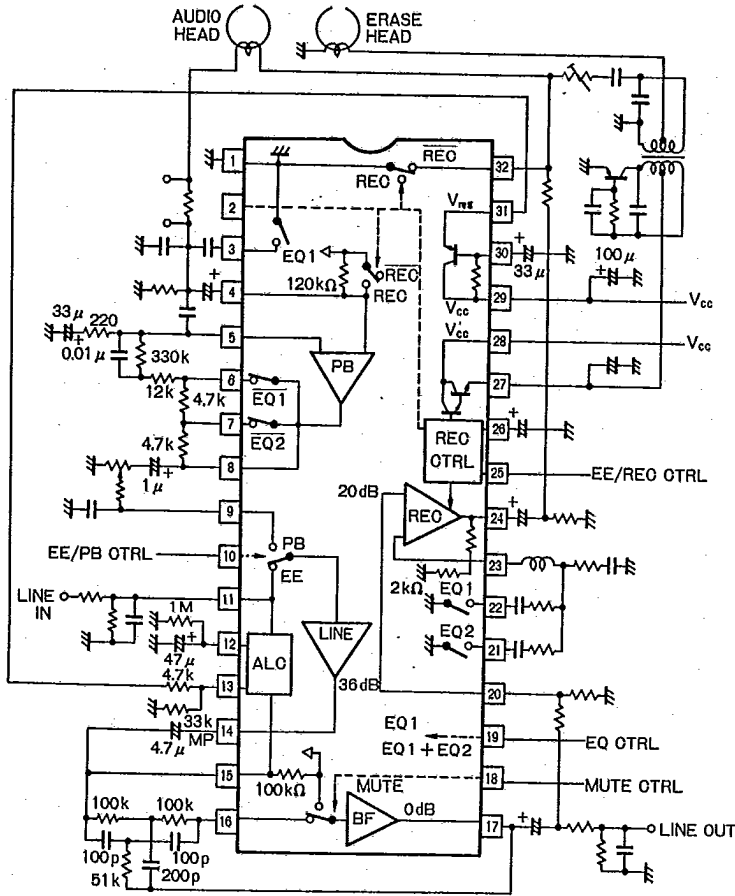 AUDIO
HEAD
ERASE
HEAD
1
2
3
4
5
6
7
8
9
10
11
12
13
14
15
16
32
31
30
29
28
27
26
25
24
23
22
21
20
19
18
17
REC
REC
EQ1
120kΩ
REC
REC
PB
EQ1
EQ2
PB
EE
LINE
36dB
ALC
100kΩ
MUTE
BF
0dB
EQ1
EQ1+EQ2
20dB
REC
2kΩ
EQ1
EQ2
REC
CTRL
Vcc
Vcc'
33μ
220
0.01μ
330k
12k
4.7k
4.7k
1μ
EE/PB CTRL
LINE
IN
1M
47μ
4.7k
33k
MP
4.7μ
100k
100k
100p
100p
51k
200p
33μ
100μ
Vcc
Vcc
EE/REC CTRL
EQ CTRL
MUTE CTRL
LINE OUT